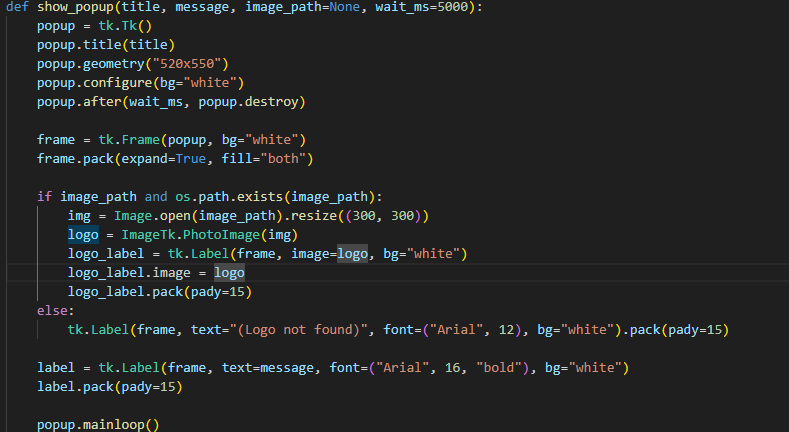 def show_popup(title, message, image_path=None, wait_ms=5000):
    popup = tk.Tk()
    popup.title(title)
    popup.geometry("520x550")
    popup.configure(bg="white")
    popup.after(wait_ms, popup.destroy)

    frame = tk.Frame(popup, bg="white")
    frame.pack(expand=True, fill="both")

    if image_path and os.path.exists(image_path):
        img = Image.open(image_path).resize((300, 300))
        logo = ImageTk.PhotoImage(img)
        logo_label = tk.Label(frame, image=logo, bg="white")
        logo_label.image = logo
        logo_label.pack(pady=15)
    else:
        tk.Label(frame, text="(Logo not found)", font=("Arial", 12), bg="white").pack(pady=15)

    label = tk.Label(frame, text=message, font=("Arial", 16, "bold"), bg="white")
    label.pack(pady=15)

    popup.mainloop()